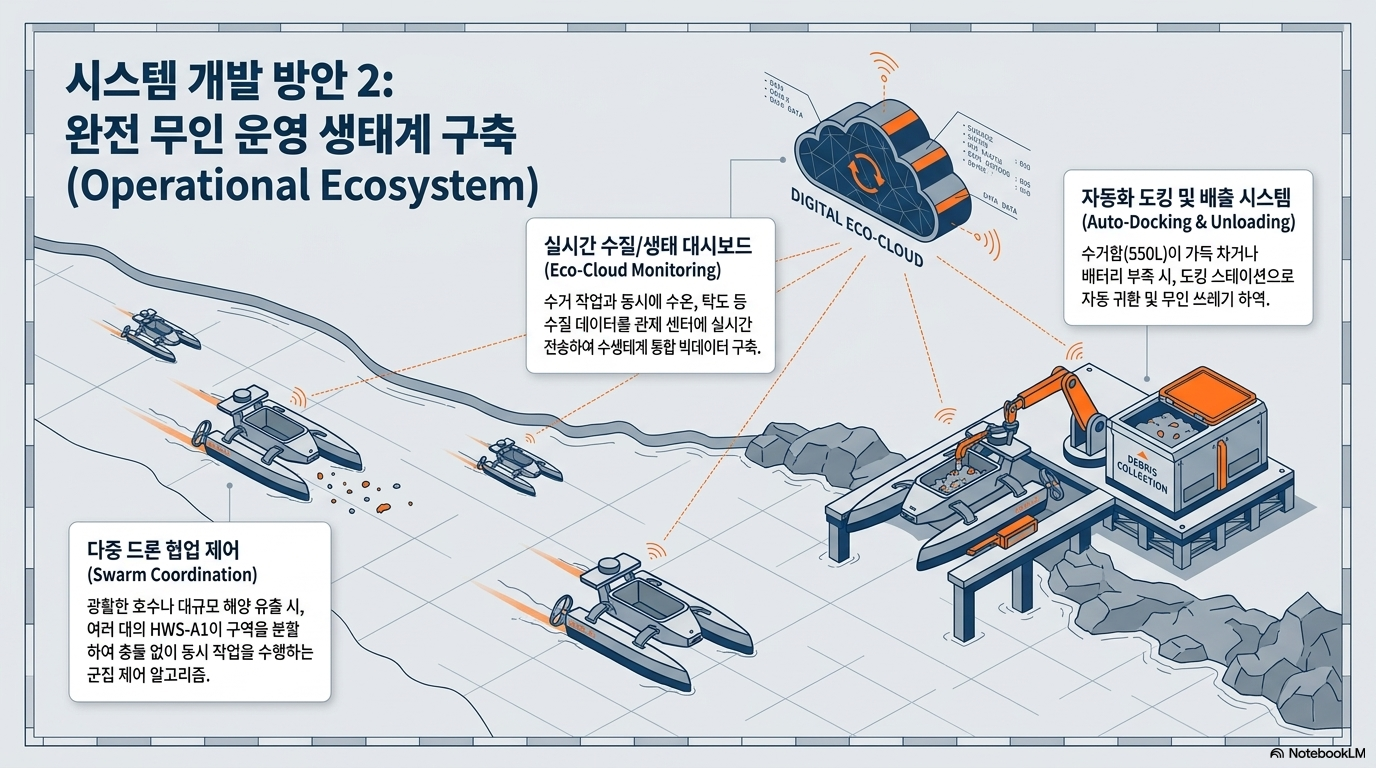 시스템 개발 방안 2:
완전 무인 운영 생태계 구축
(Operational Ecosystem)
DIGITAL ECO-CLOUD
DATA DATA
실시간 수질/생태 대시보드
(Eco-Cloud Monitoring)
수거 작업과 동시에 수온, 탁도 등
수질 데이터를 관제 센터에 실시간
전송하여 수생태계 통합 빅데이터 구축.
자동화 도킹 및 배출 시스템
(Auto-Docking & Unloading)
수거함(550L)이 가득 차거나
배터리 부족 시, 도킹 스테이션으로
자동 귀환 및 무인 쓰레기 하역.
DEBRIS
COLLECTION
다중 드론 협업 제어
(Swarm Coordination)
광활한 호수나 대규모 해양 유출 시,
여러 대의 HWS-A1이 구역을 분할
하여 충돌 없이 동시 작업을 수행하는
군집 제어 알고리즘.
NotebookLM